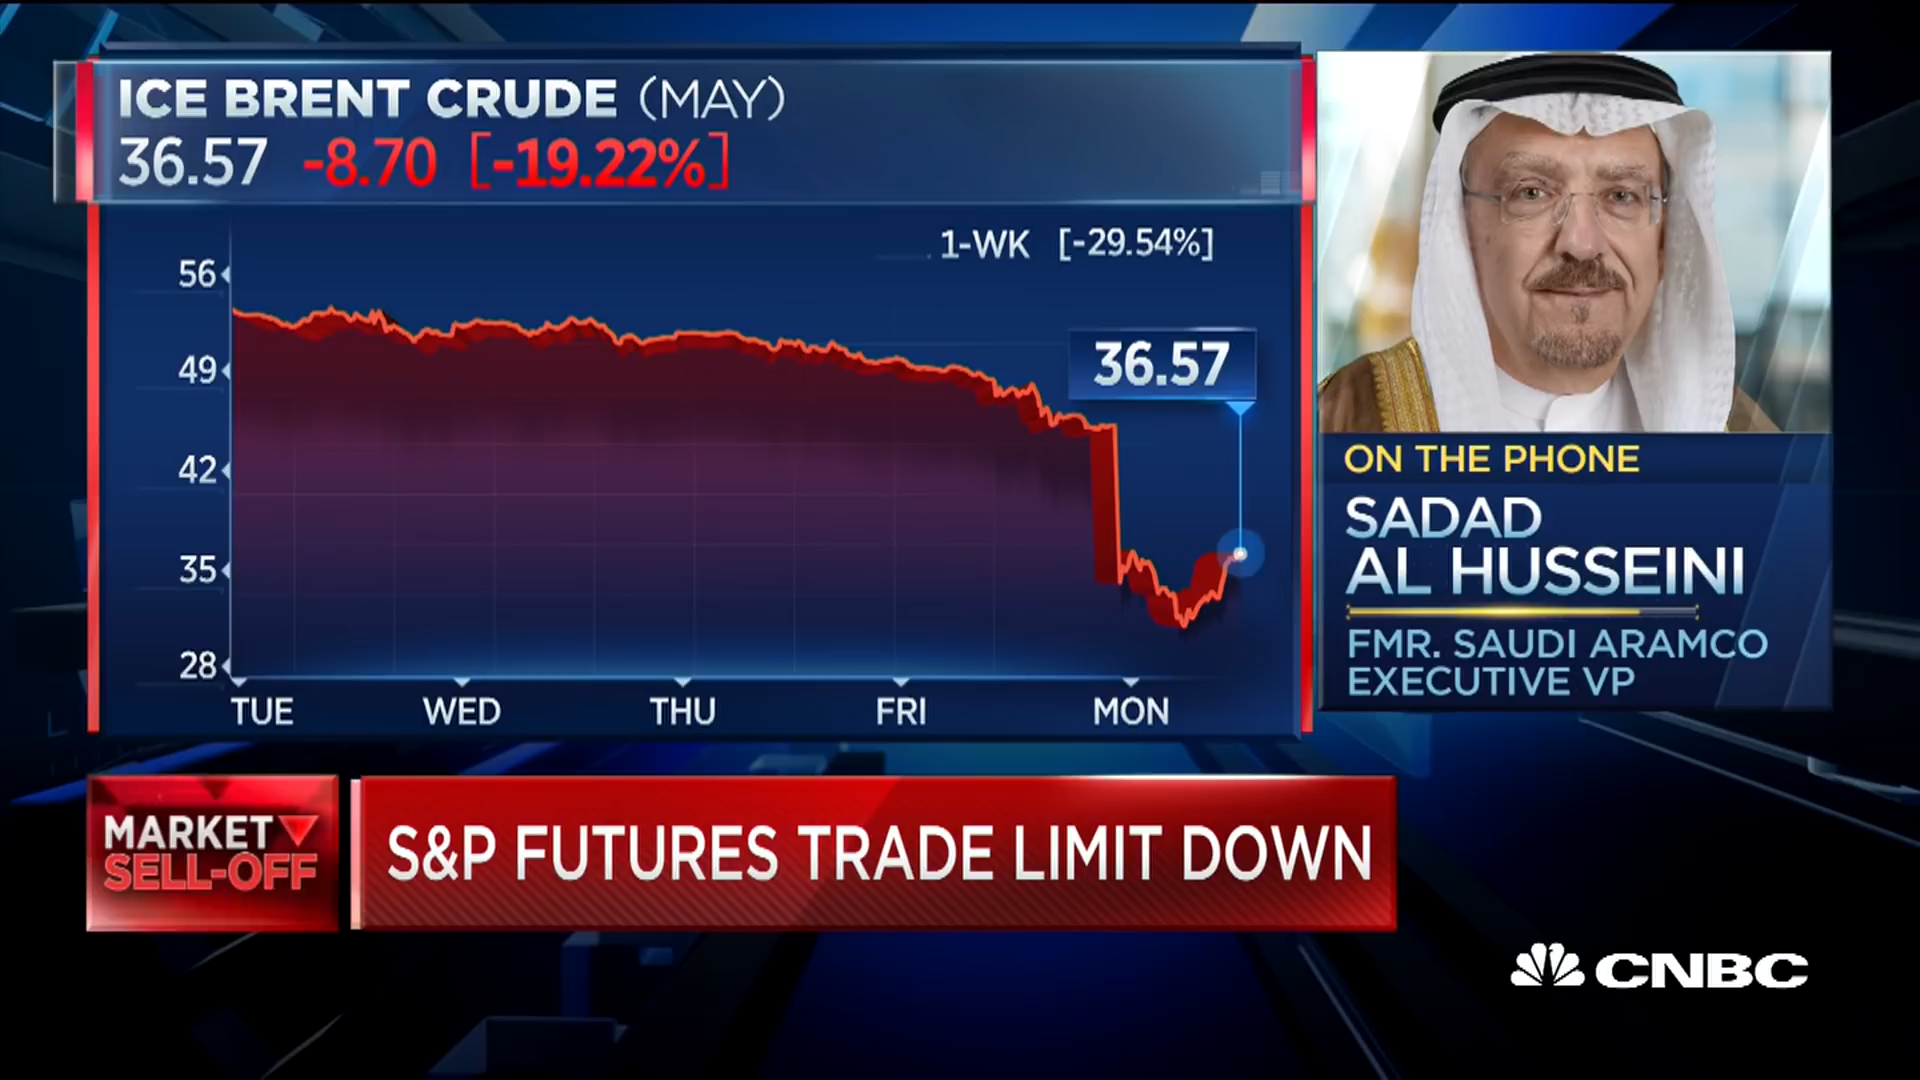 ICE BRENT CRUDE (MAY)
36.57 -8.70 [-19.22%]
1-WK [-29.54%]
56
49
42
35
28
36.57
TUE WED THU FRI MON
ON THE PHONE
SADAD
AL HUSSEINI
FMR. SAUDI ARAMCO
EXECUTIVE VP
MARKET
SELL-OFF
S&P FUTURES TRADE LIMIT DOWN
CNBC